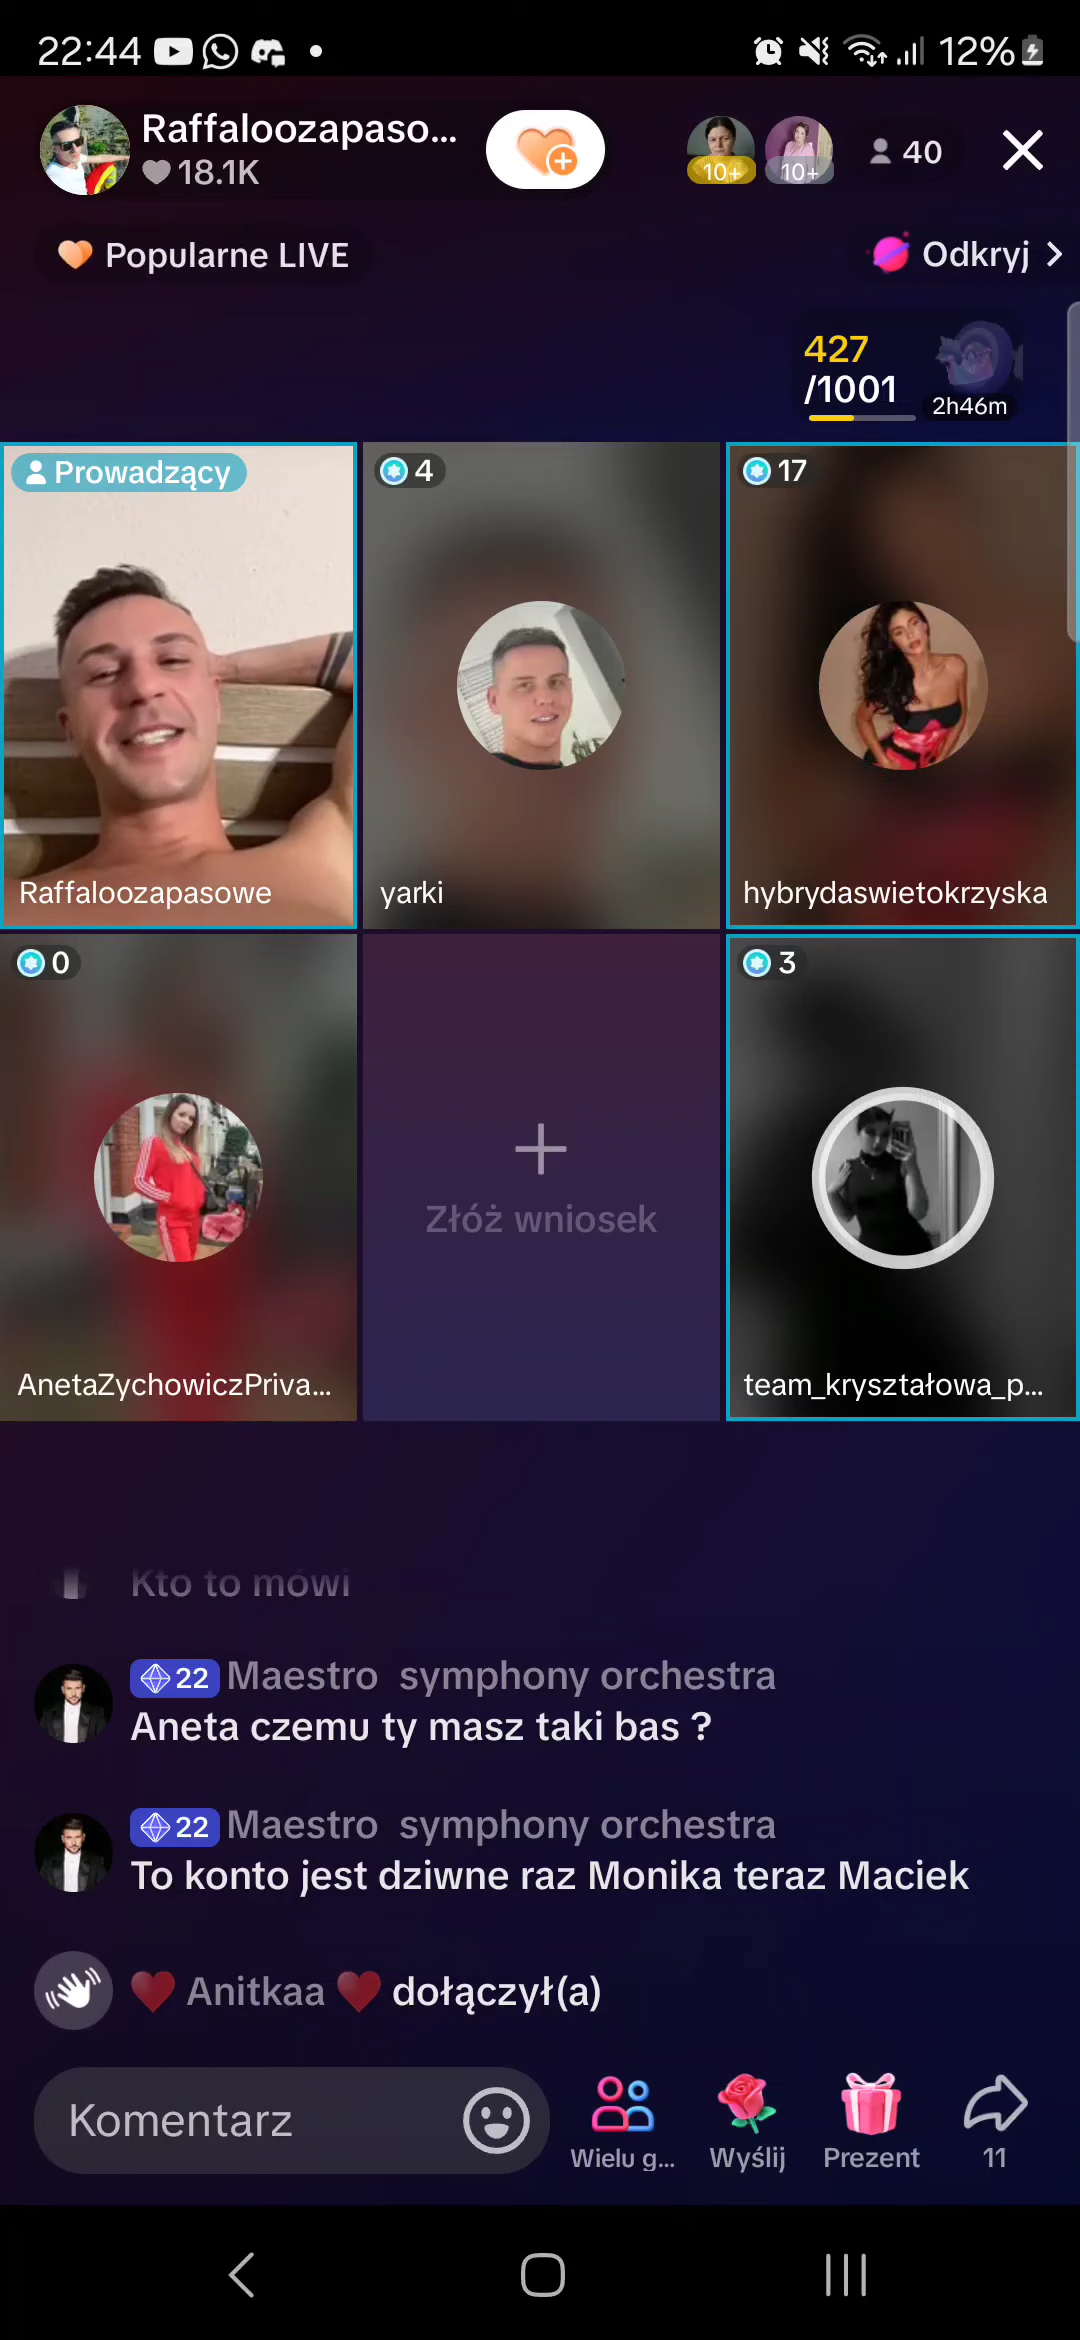 22:44
12%
Raffaloozapaso...
18.1K
10+
10+
40
Popularne LIVE
Odkryj
427
/1001
2h46m
Prowadzący
4
17
Raffaloozapasowe
yarki
hybrydaswietokrzyska
0
3
Złóż wniosek
AnetaZychowiczPriva...
team_kryształowa_p...
Kto to mówi
22 Maestro symphony orchestra
Aneta czemu ty masz taki bas ?
22 Maestro symphony orchestra
To konto jest dziwne raz Monika teraz Maciek
Anitkaa dołączył(a)
Komentarz
Wielu g...
Wyślij
Prezent
11